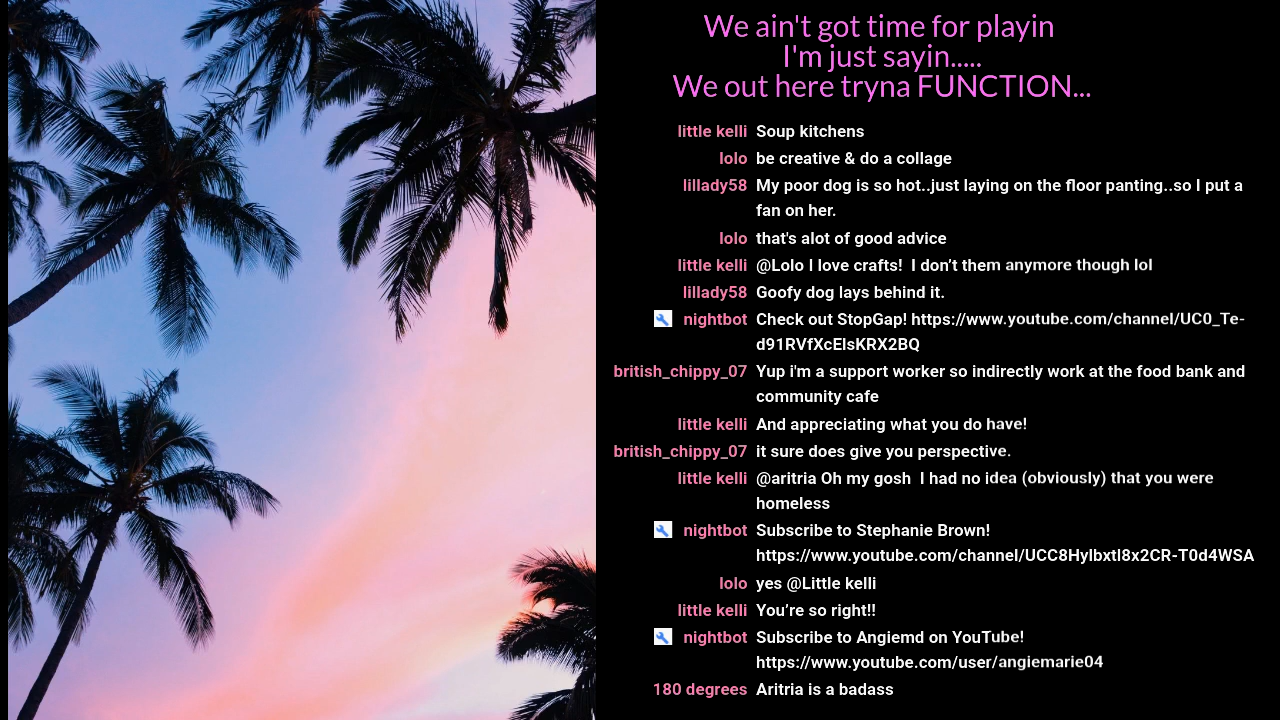 We ain't got time for playin
I'm just sayin.....
We out here tryna FUNCTION...
little kelli Soup kitchens
lolo be creative & do a collage
lillady58 My poor dog is so hot..just laying on the floor panting..so I put a
fan on her.
lolo that's alot of good advice
little kelli @Lolo I love crafts!  I don’t them anymore though lol
lillady58 Goofy dog lays behind it.
nightbot Check out StopGap! https://www.youtube.com/channel/UC0_Te-
d91RVfXcEIsKRX2BQ
british_chippy_07 Yup i'm a support worker so indirectly work at the food bank and
community cafe
little kelli And appreciating what you do have!
british_chippy_07 it sure does give you perspective.
little kelli @aritria Oh my gosh  I had no idea (obviously) that you were
homeless
nightbot Subscribe to Stephanie Brown!
https://www.youtube.com/channel/UCC8HyIbxtI8x2CR-T0d4WSA
lolo yes @Little kelli
little kelli You’re so right!!
nightbot Subscribe to Angiemd on YouTube!
https://www.youtube.com/user/angiemarie04
180 degrees Aritria is a badass